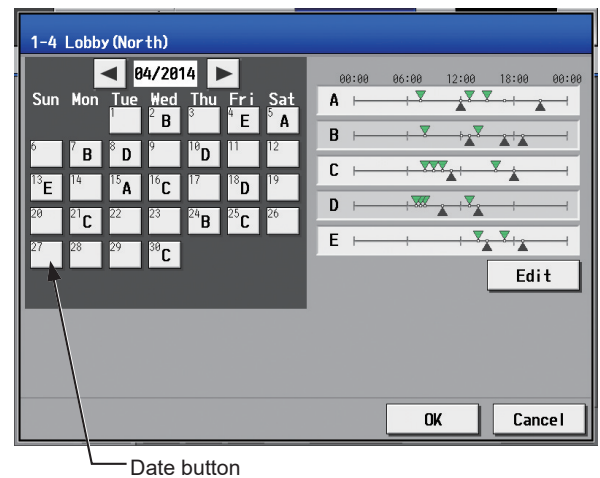 1-4 Lobby(North)
◀ 04/2014 ▶
Sun Mon Tue Wed Thu Fri Sat
1 2 B 3 4 E 5 A
6 7 B 8 D 9 10 D 11 12
13 E 14 15 A 16 C 17 18 D 19
20 21 C 22 23 24 B 25 C 26
27 28 29 30 C
00:00 06:00 12:00 18:00 00:00
A
B
C
D
E
Edit
OK Cancel
Date button